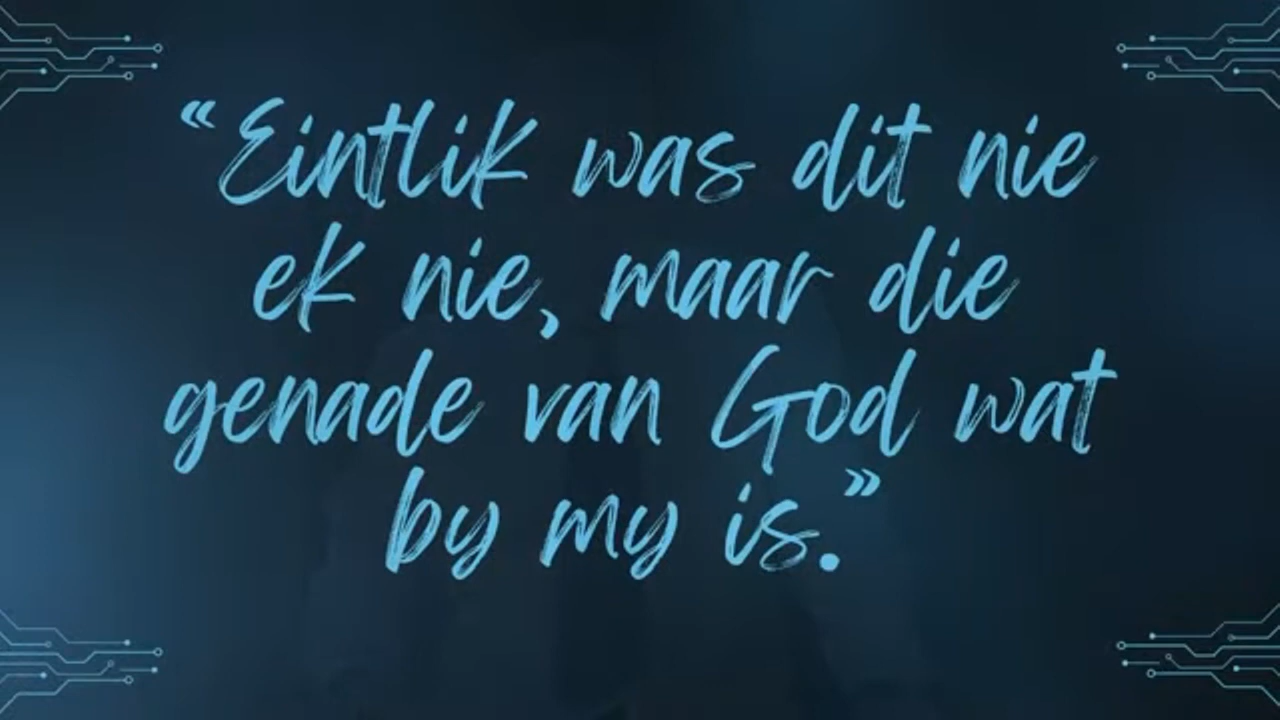 “Eintlik was dit nie
ek nie, maar die
genade van God wat
by my is.”